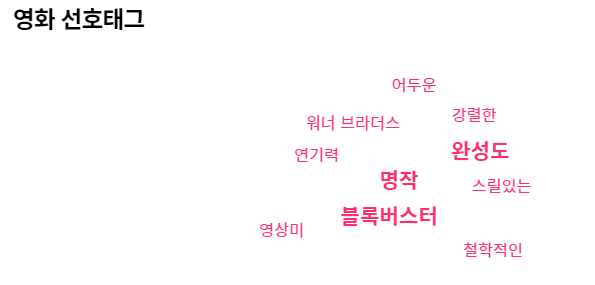 영화 선호태그
어두운
강렬한
워너 브라더스
완성도
연기력
명작
스릴있는
블록버스터
영상미
철학적인